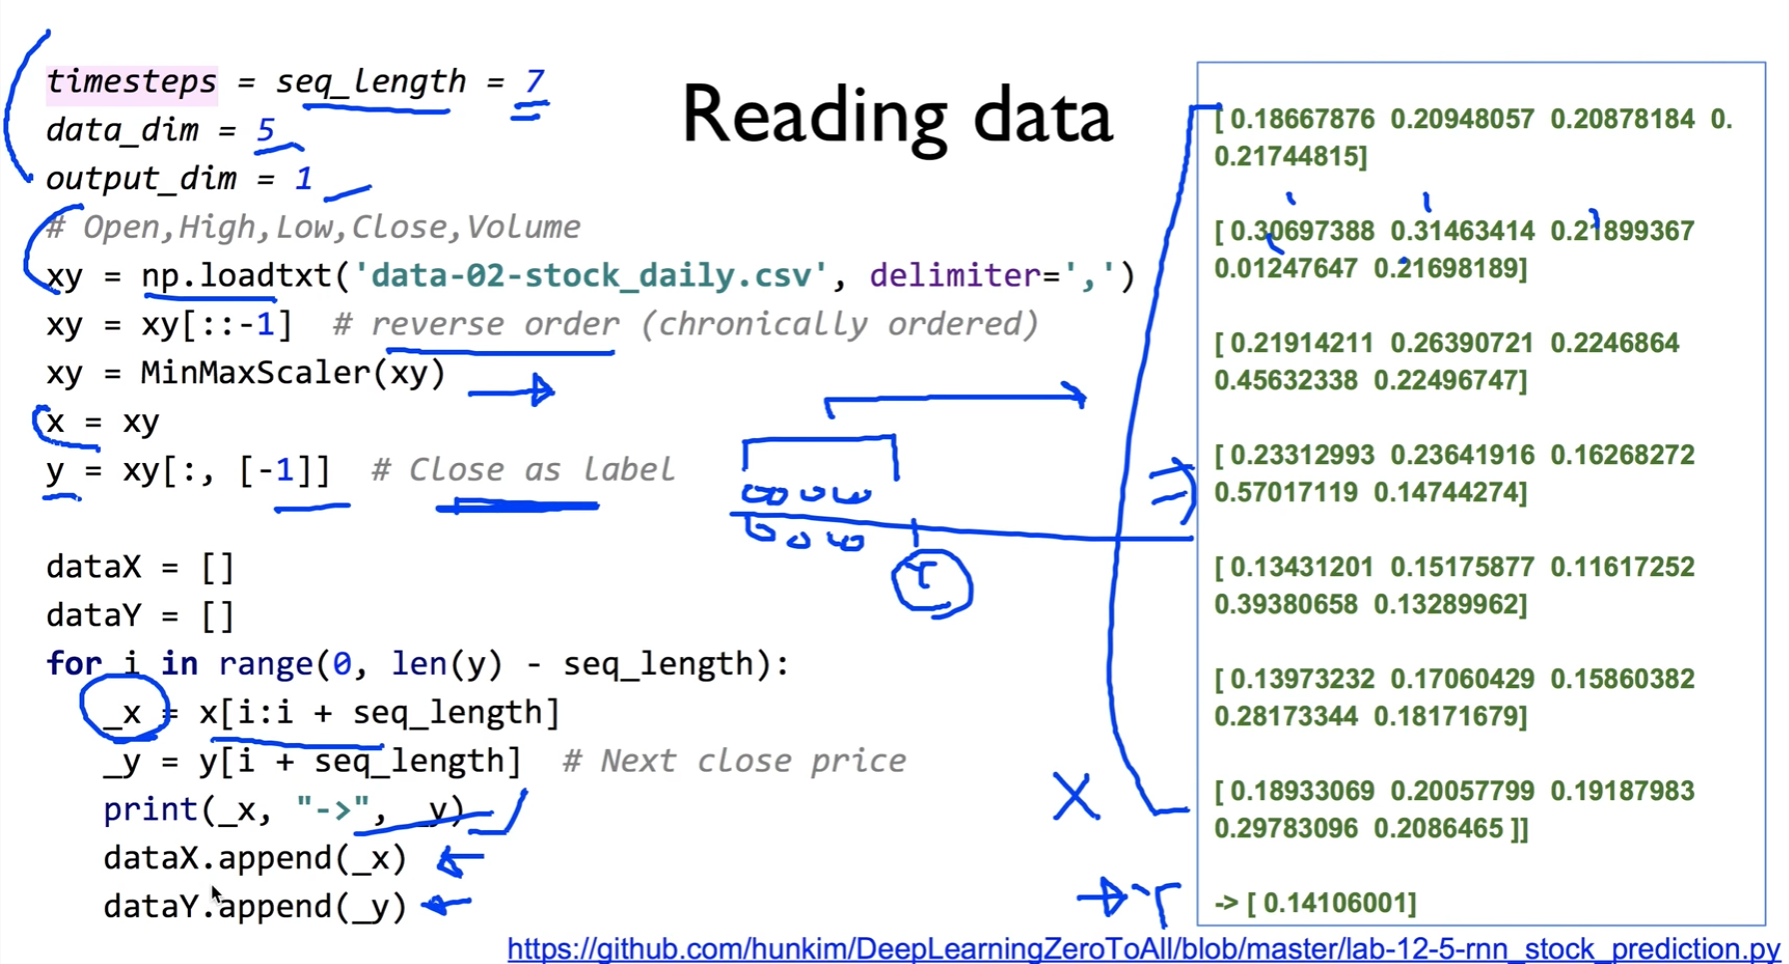 timesteps = seq_length = 7
data_dim = 5
output_dim = 1
# Open,High,Low,Close,Volume
xy = np.loadtxt('data-02-stock_daily.csv', delimiter=',')
xy = xy[::-1]  # reverse order (chronically ordered)
xy = MinMaxScaler(xy)
x = xy
y = xy[:, [-1]]  # Close as label
dataX = []
dataY = []
for i in range(0, len(y) - seq_length):
    _x = x[i:i + seq_length]
    _y = y[i + seq_length]  # Next close price
    print(_x, "->", _y)
    dataX.append(_x)
    dataY.append(_y)
Reading data
[ 0.18667876 0.20948057 0.20878184 0.
0.21744815]
[ 0.30697388 0.31463414 0.21899367
0.01247647 0.21698189]
[ 0.21914211 0.26390721 0.2246864
0.45632338 0.22496747]
[ 0.23312993 0.23641916 0.16268272
0.57017119 0.14744274]
[ 0.13431201 0.15175877 0.11617252
0.39380658 0.13289962]
[ 0.13973232 0.17060429 0.15860382
0.28173344 0.18171679]
[ 0.18933069 0.20057799 0.19187983
0.29783096 0.2086465 ]]
-> [ 0.14106001]
X
https://github.com/hunkim/DeepLearningZeroToAll/blob/master/lab-12-5-rnn_stock_prediction.py